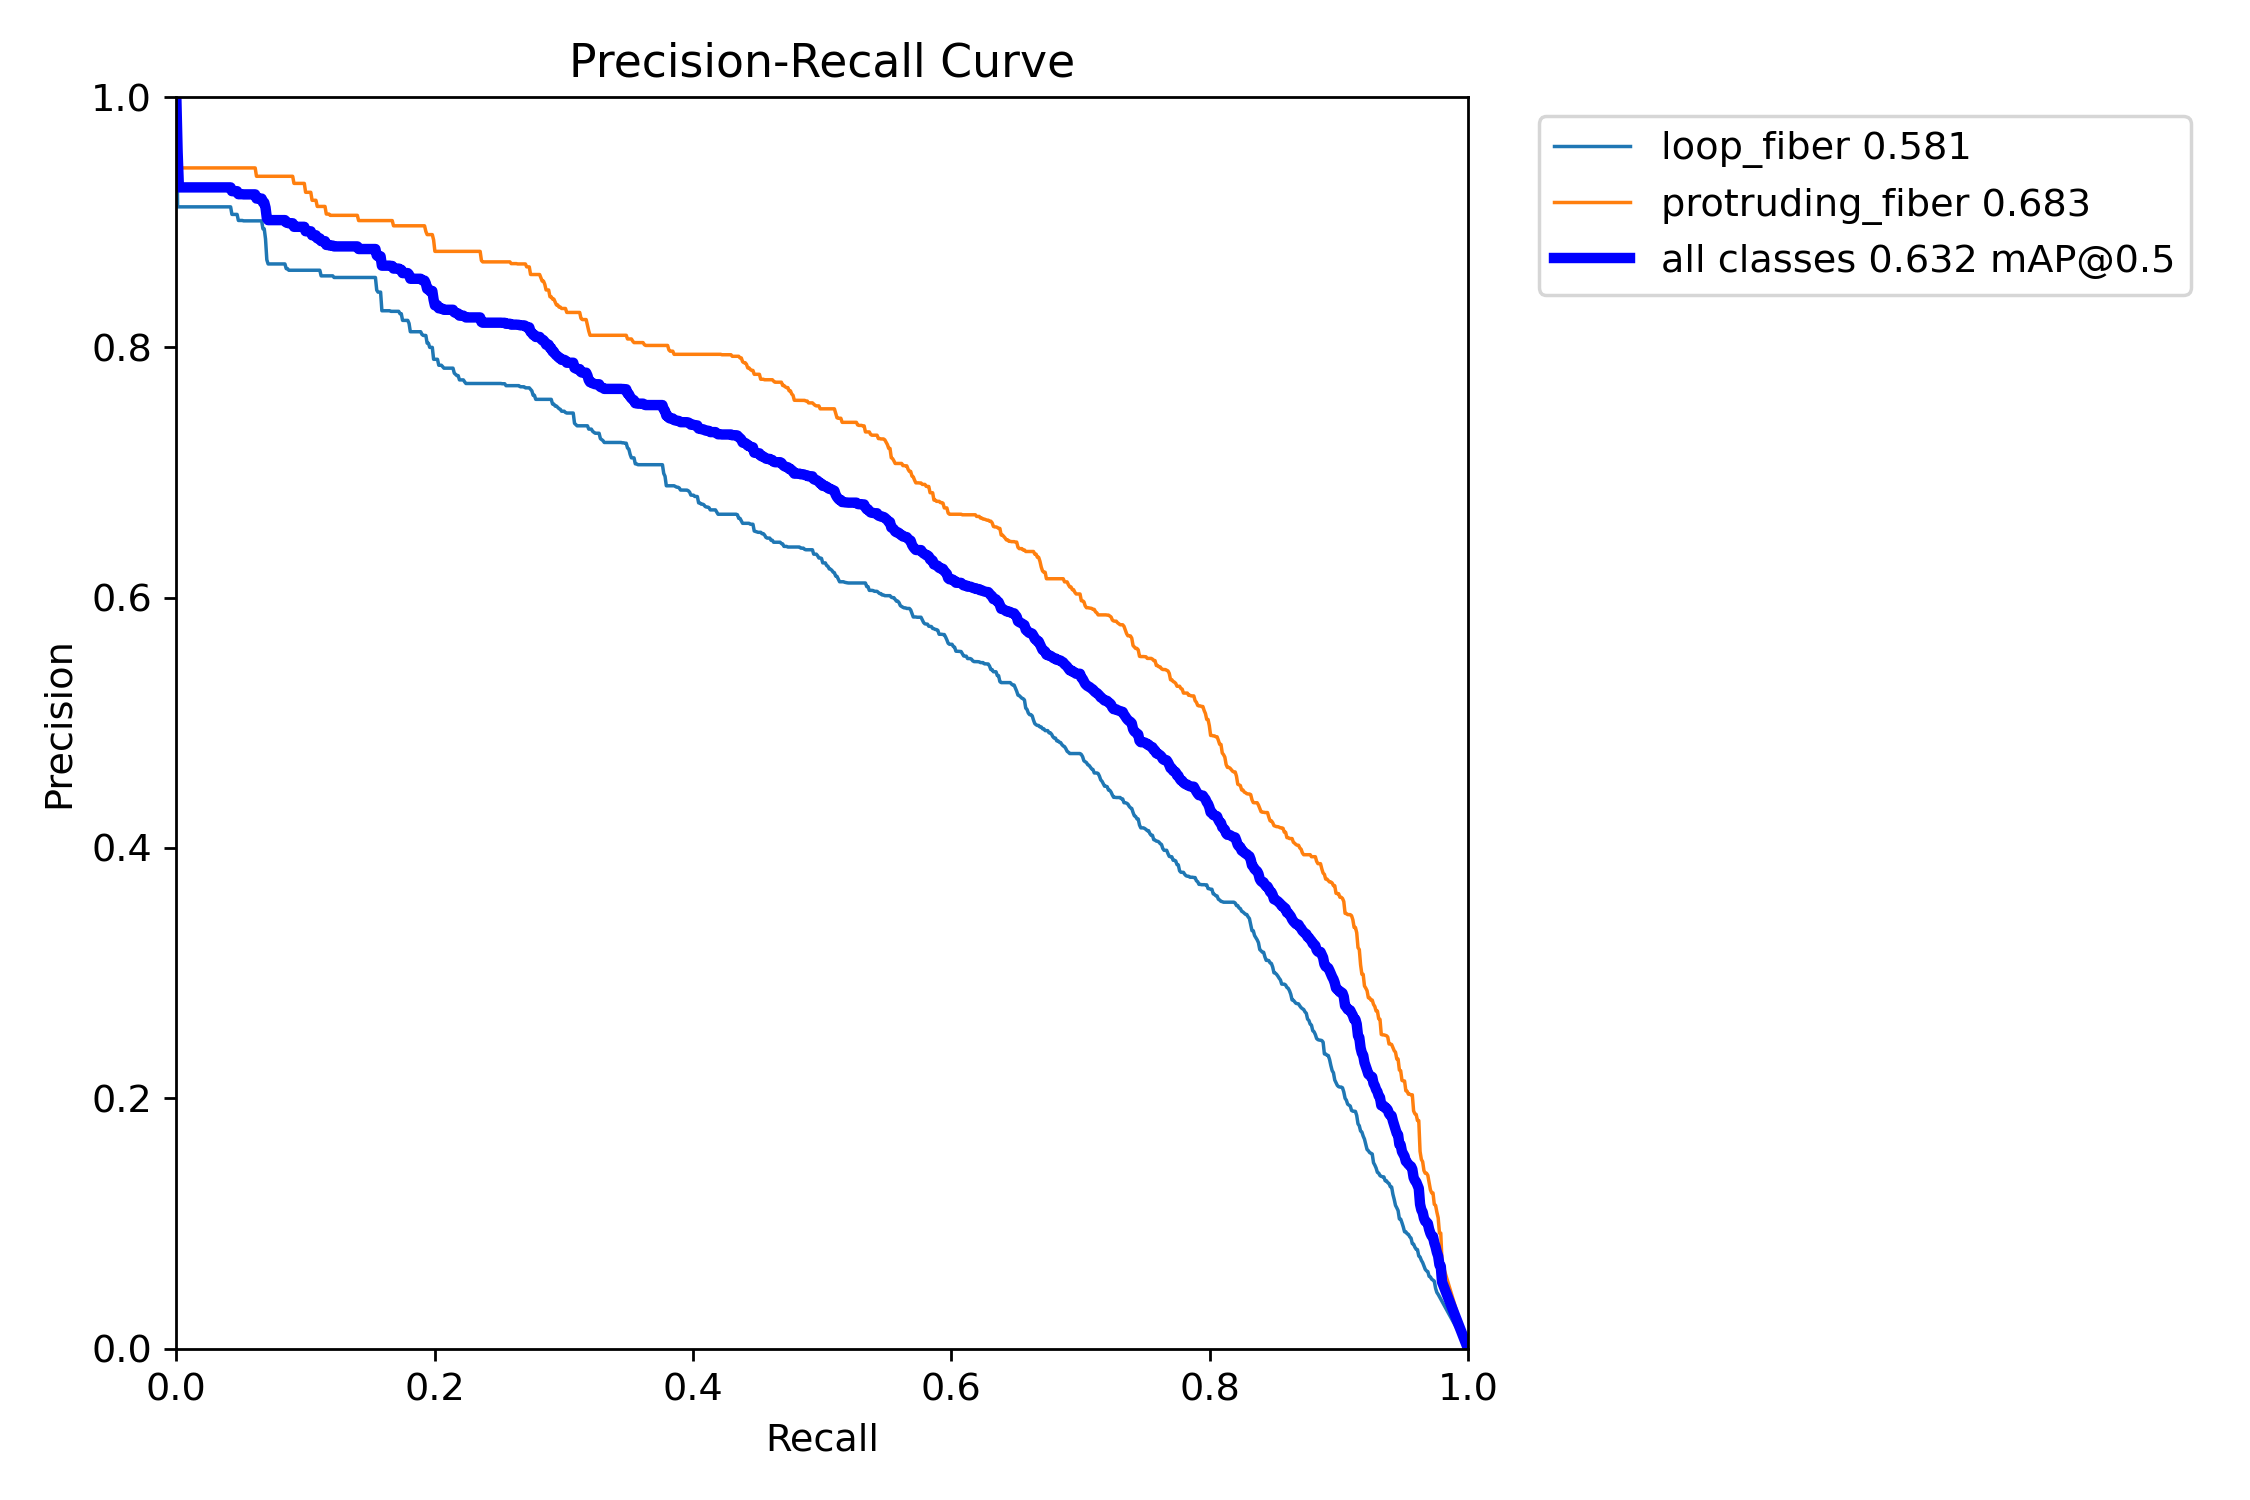 Precision-Recall Curve
loop_fiber 0.581
protruding_fiber 0.683
all classes 0.632 mAP@0.5
Precision
1.0
0.8
0.6
0.4
0.2
0.0
0.0 0.2 0.4 0.6 0.8 1.0
Recall